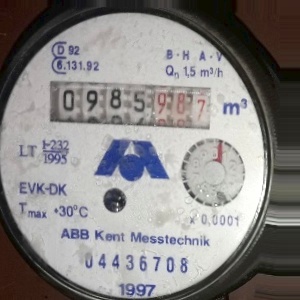 D 92
6.131.92
B - H A - V
Qn 1,5 m³/h
0985987 m³
LT 1-232
1995
EVK-DK
Tmax +30°C
x 0,0001
ABB Kent Messtechnik
04436708
1997